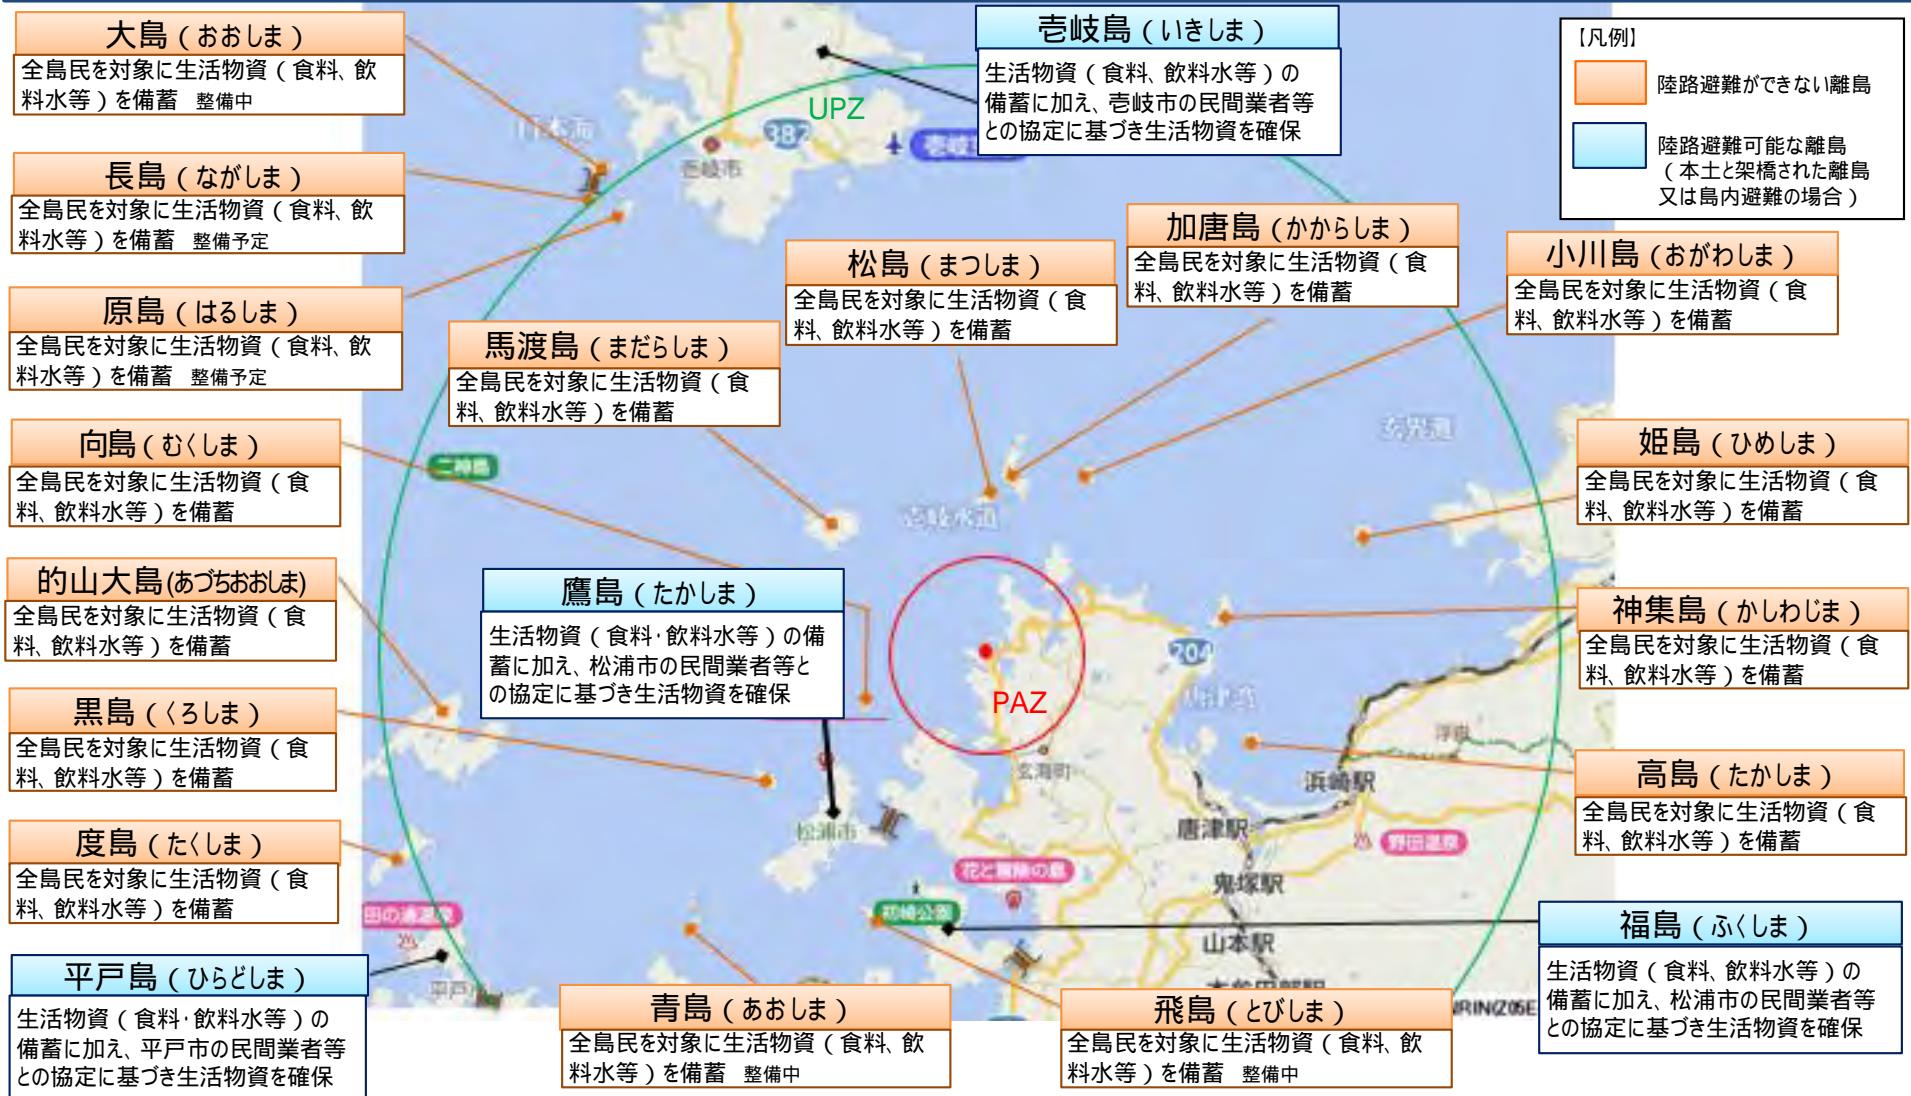 大島（おおしま）
全島民を対象に生活物資（食料、飲
料水等）を備蓄　整備中
長島（ながしま）
全島民を対象に生活物資（食料、飲
料水等）を備蓄　整備予定
原島（はるしま）
全島民を対象に生活物資（食料、飲
料水等）を備蓄　整備予定
向島（むくしま）
全島民を対象に生活物資（食
料、飲料水等）を備蓄
的山大島(あづちおおしま)
全島民を対象に生活物資（食
料、飲料水等）を備蓄
黒島（くろしま）
全島民を対象に生活物資（食
料、飲料水等）を備蓄
度島（たくしま）
全島民を対象に生活物資（食
料、飲料水等）を備蓄
平戸島（ひらどしま）
生活物資（食料･飲料水等）の
備蓄に加え、平戸市の民間業者等
との協定に基づき生活物資を確保
壱岐島（いきしま）
生活物資（食料、飲料水等）の
備蓄に加え、壱岐市の民間業者等
との協定に基づき生活物資を確保
馬渡島（まだらしま）
全島民を対象に生活物資（食
料、飲料水等）を備蓄
松島（まつしま）
全島民を対象に生活物資（食
料、飲料水等）を備蓄
加唐島（かからしま）
全島民を対象に生活物資（食
料、飲料水等）を備蓄
小川島（おがわしま）
全島民を対象に生活物資（食
料、飲料水等）を備蓄
【凡例】
陸路避難ができない離島
陸路避難可能な離島
（本土と架橋された離島
又は島内避難の場合）
姫島（ひめしま）
全島民を対象に生活物資（食
料、飲料水等）を備蓄
神集島（かしわじま）
全島民を対象に生活物資（食
料、飲料水等）を備蓄
高島（たかしま）
全島民を対象に生活物資（食
料、飲料水等）を備蓄
福島（ふくしま）
生活物資（食料、飲料水等）の
備蓄に加え、松浦市の民間業者等
との協定に基づき生活物資を確保
鷹島（たかしま）
生活物資（食料･飲料水等）の備
蓄に加え、松浦市の民間業者等と
の協定に基づき生活物資を確保
青島（あおしま）
全島民を対象に生活物資（食料、飲
料水等）を備蓄　整備中
飛島（とびしま）
全島民を対象に生活物資（食料、飲
料水等）を備蓄　整備中
UPZ
PAZ
日本海
382
壱岐市
二神島
壱岐水道
玄界灘
204
唐津湾
玄海町
浜崎駅
唐津駅
野田温泉
鬼塚駅
山本駅
松浦市
花と冒険の島
初崎公園